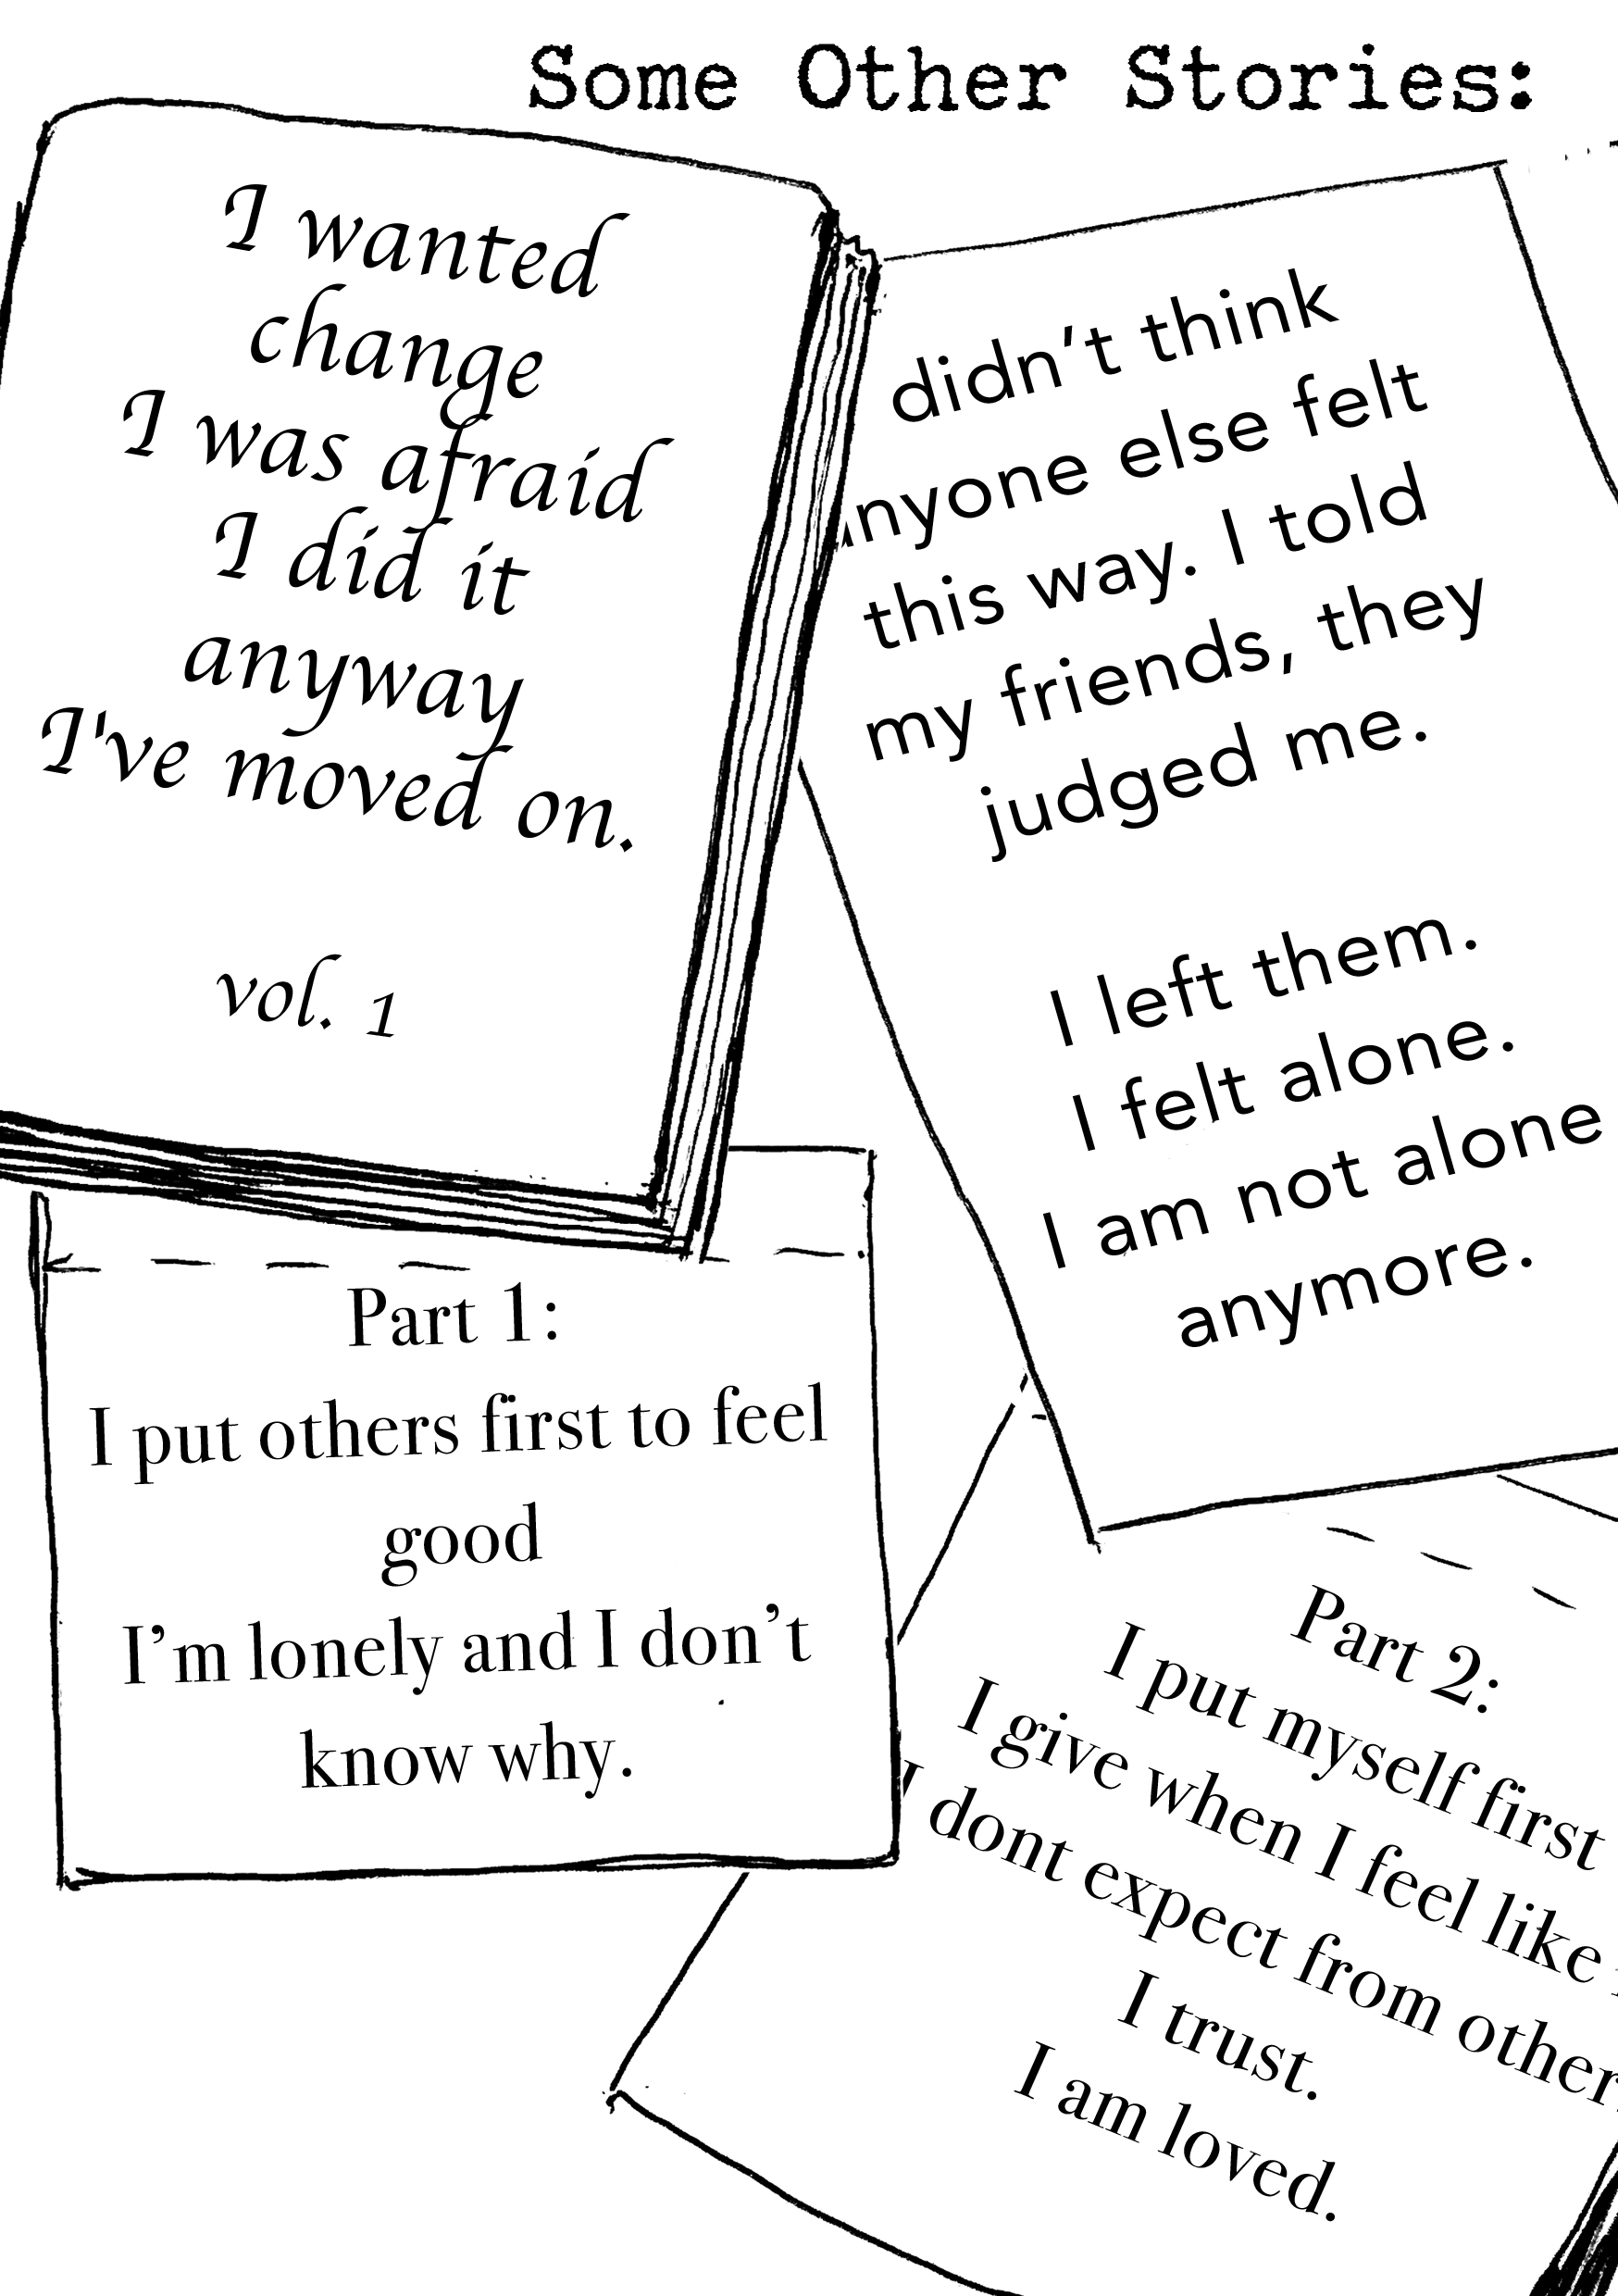 Some Other Stories:
I wanted
change
I was afraid
I did it
anyway
I've moved on.
vol. 1
didn’t think
nyone else felt
this way. I told
my friends, they
judged me.
I left them.
I felt alone.
I am not alone
anymore.
Part 1:
I put others first to feel
good
I’m lonely and I don’t
know why.
Part 2:
I put myself first
I give when I feel like
I dont expect from other
I trust.
I am loved.